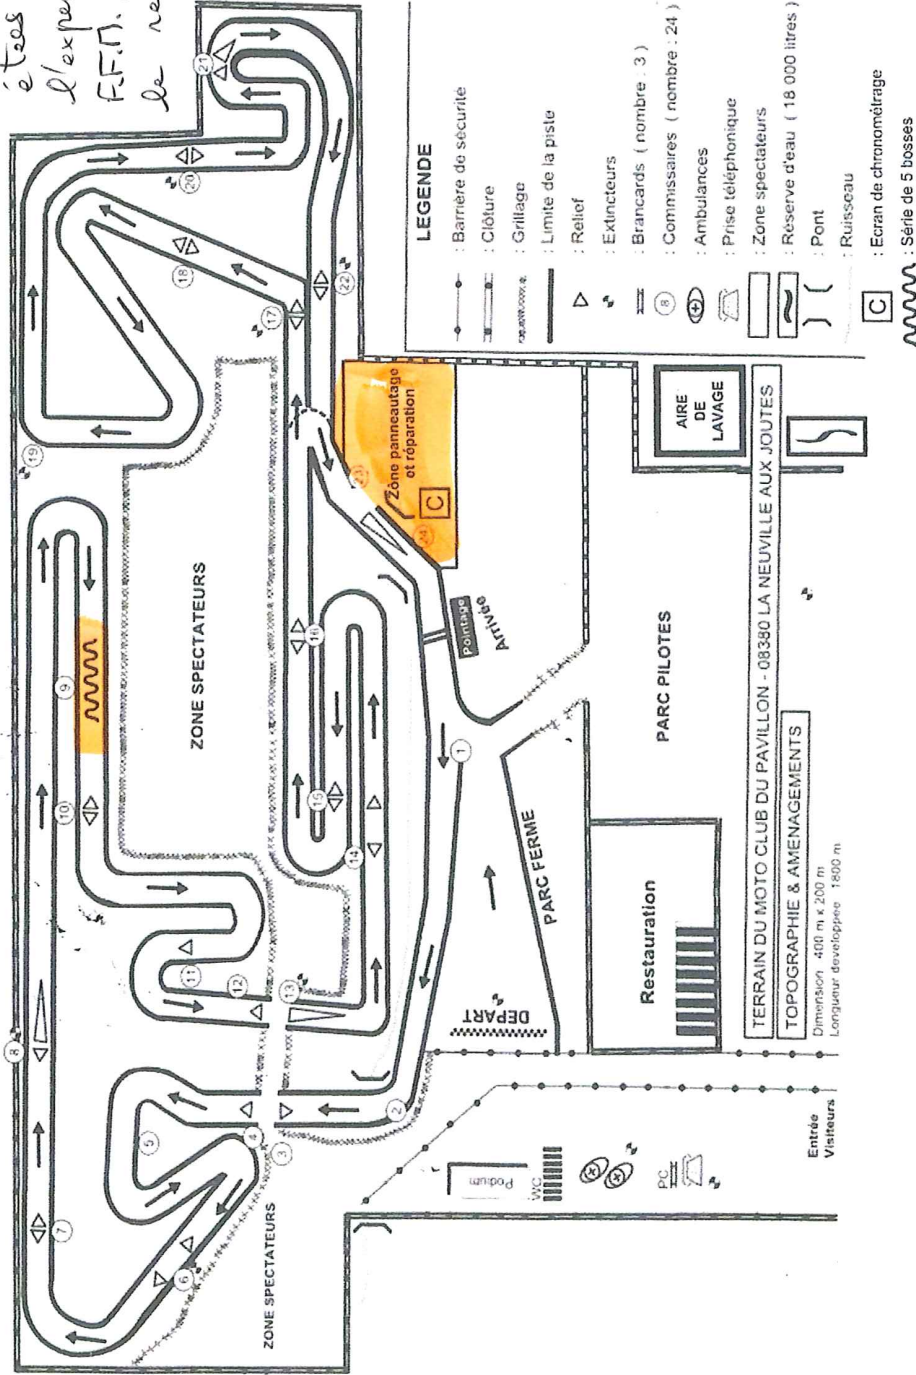 étées
l'expe
F.F.M.
le re
LEGENDE
: Barrière de sécurité
: Clôture
: Grillage
: Limite de la piste
: Relief
: Extincteurs
: Brancards ( nombre : 3 )
8 : Commissaires ( nombre : 24 )
: Ambulances
: Prise téléphonique
: Zone spectateurs
: Réserve d'eau ( 18 000 litres )
: Pont
: Ruisseau
C : Ecran de chronométrage
: Série de 5 bosses
21
20
22
18
17
19
Zône panneautage
et réparation
C
23
24
AIRE
DE
LAVAGE
9
10
ZONE SPECTATEURS
16
15
14
Pointage
Arrivée
1
PARC PILOTES
PARC FERME
11
12
13
8
DEPART
Restauration
TERRAIN DU MOTO CLUB DU PAVILLON - 08380 LA NEUVILLE AUX JOUTES
TOPOGRAPHIE & AMENAGEMENTS
Dimension 400 m x 200 m
Longueur developpee 1800 m
5
4
3
2
7
6
ZONE SPECTATEURS
Podium
WC
PC
Entrée
Visiteurs